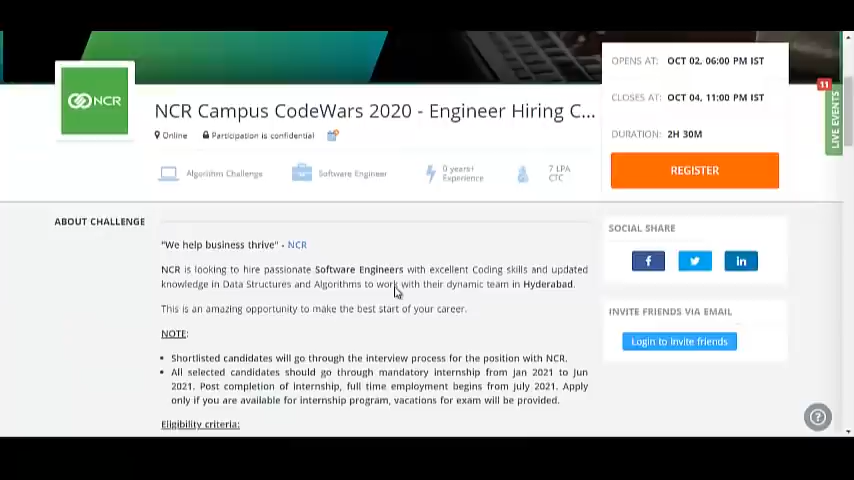 OPENS AT: OCT 02, 06:00 PM IST
NCR
11
LIVE EVENTS
NCR Campus CodeWars 2020 - Engineer Hiring C...
CLOSES AT: OCT 04, 11:00 PM IST
Online Participation is confidential
DURATION: 2H 30M
Algorithm Challenge
Software Engineer
0 years+
Experience
7 LPA
CTC
REGISTER
ABOUT CHALLENGE
"We help business thrive" - NCR
NCR is looking to hire passionate Software Engineers with excellent Coding skills and updated
knowledge in Data Structures and Algorithms to work with their dynamic team in Hyderabad.
This is an amazing opportunity to make the best start of your career.
NOTE:
Shortlisted candidates will go through the interview process for the position with NCR.
All selected candidates should go through mandatory internship from Jan 2021 to Jun
2021. Post completion of internship, full time employment begins from July 2021. Apply
only if you are available for internship program, vacations for exam will be provided.
Eligibility criteria:
SOCIAL SHARE
f
in
INVITE FRIENDS VIA EMAIL
Login to invite friends
?